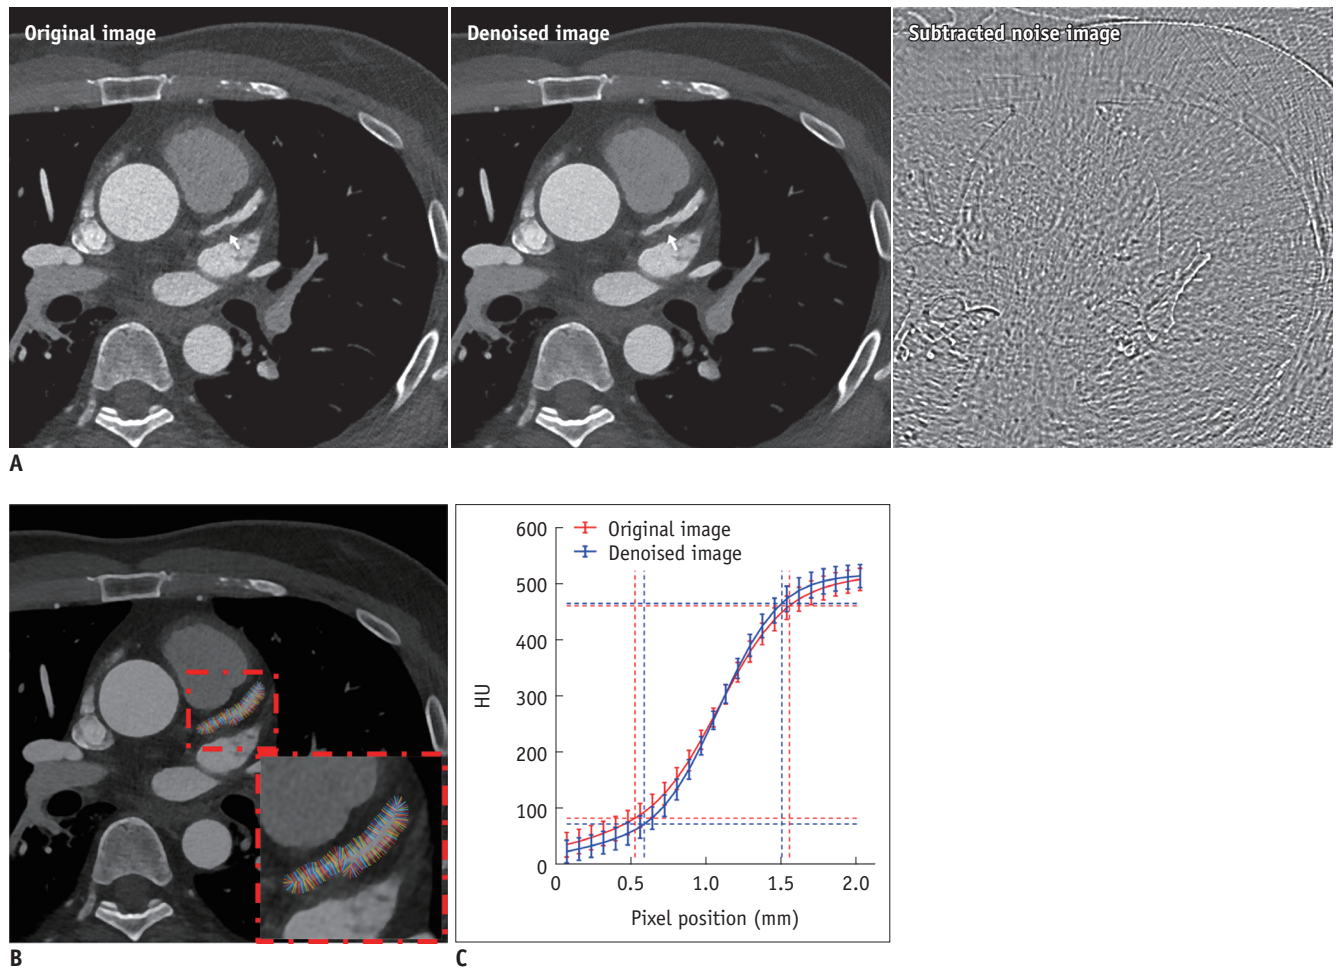 Original image
Denoised image
Subtracted noise image
A
B
600
500
400
300
200
100
0
HU
Original image
Denoised image
0
0.5
1.0
1.5
2.0
Pixel position (mm)
C